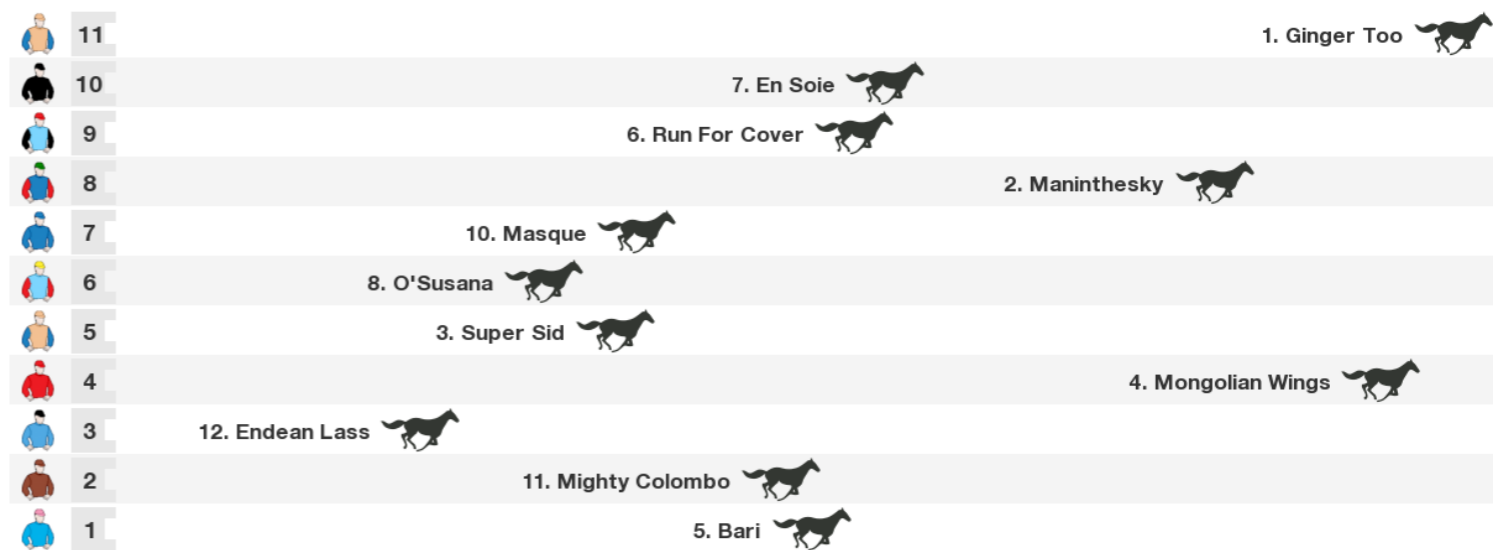 11 1. Ginger Too
10 7. En Soie
9 6. Run For Cover
8 2. Maninthesky
7 10. Masque
6 8. O'Susana
5 3. Super Sid
4 4. Mongolian Wings
3 12. Endean Lass
2 11. Mighty Colombo
1 5. Bari